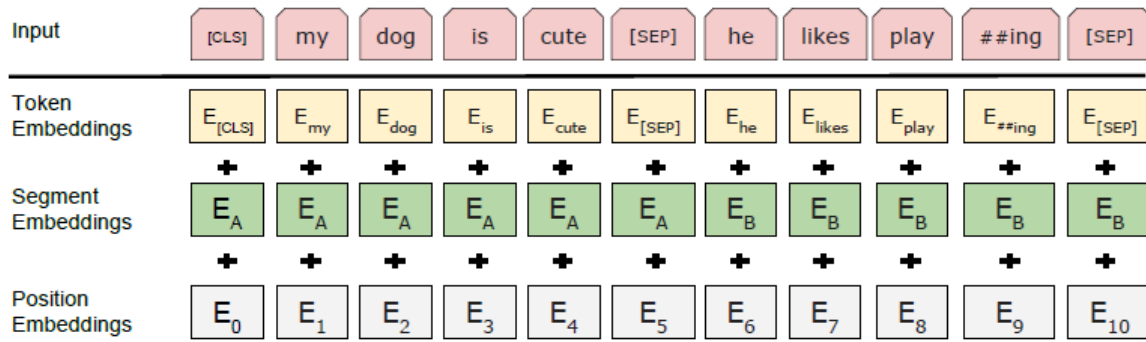 Input [CLS] my dog is cute [SEP] he likes play ##ing [SEP]
Token Embeddings E[CLS] Emy Edog Eis Ecute E[SEP] Ehe Elikes Eplay E##ing E[SEP]
+ + + + + + + + + + +
Segment Embeddings EA EA EA EA EA EA EB EB EB EB EB
+ + + + + + + + + + +
Position Embeddings E0 E1 E2 E3 E4 E5 E6 E7 E8 E9 E10